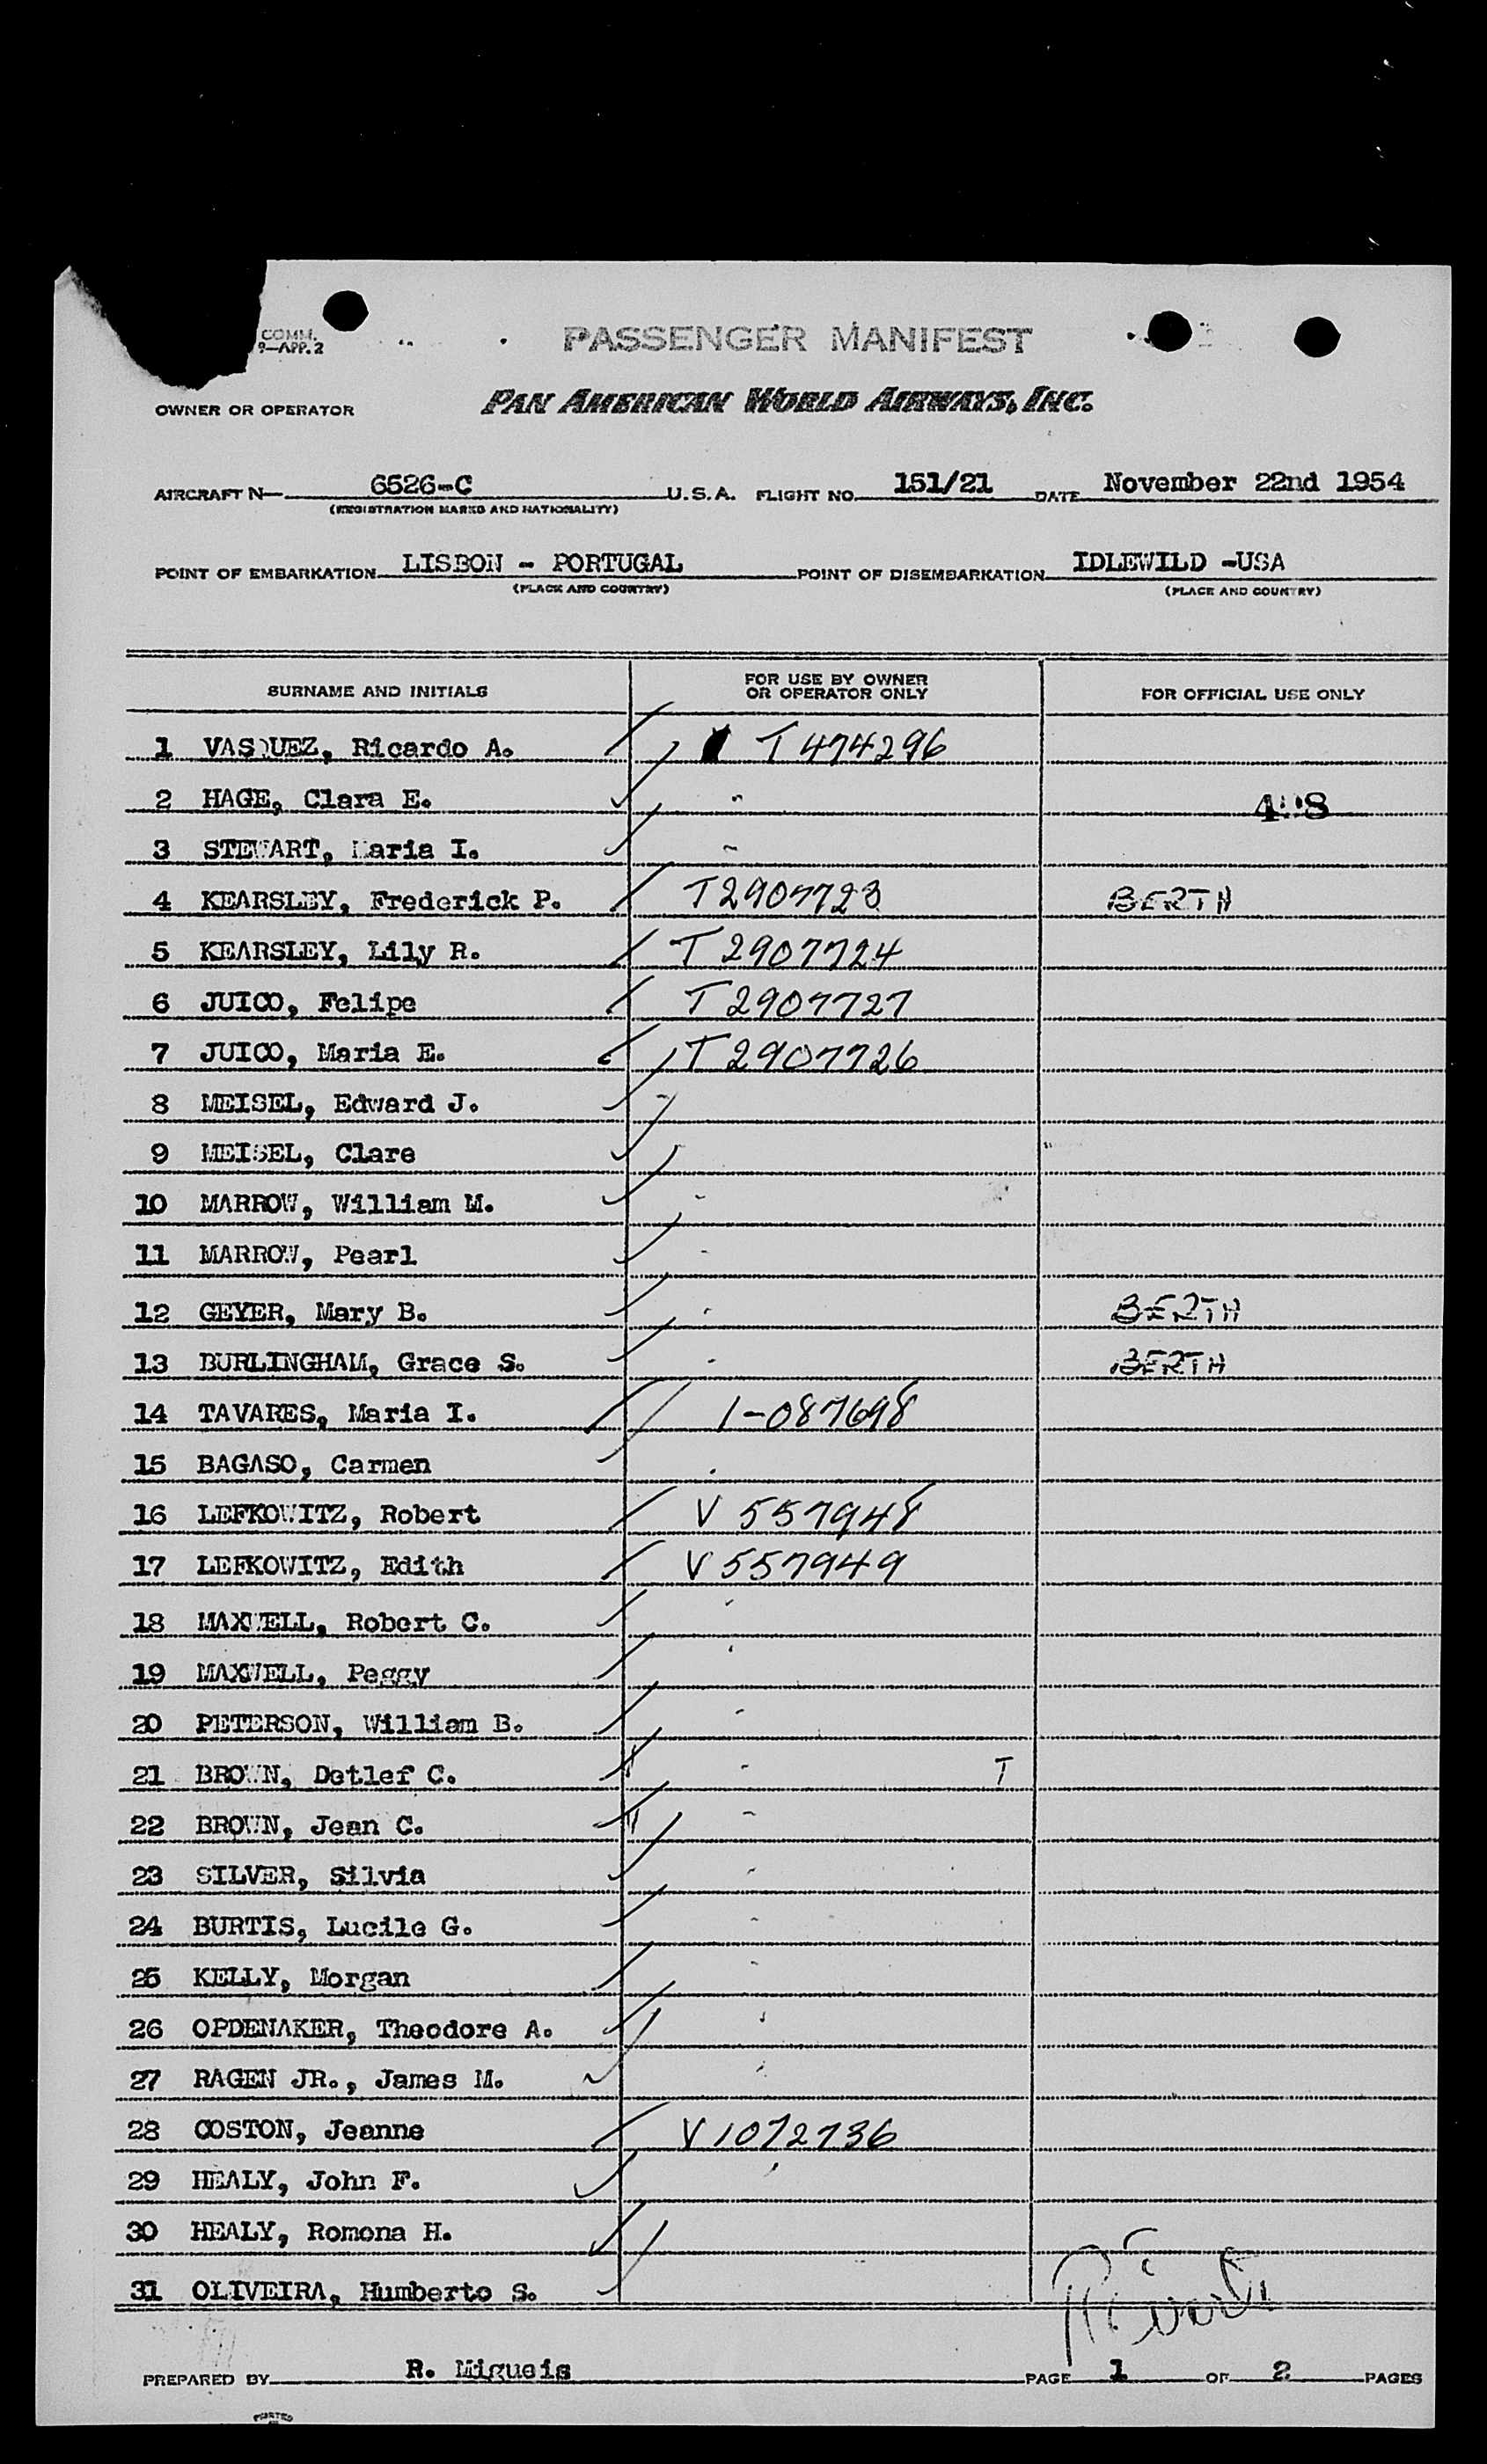 COMM.
9—APP. 2
PASSENGER MANIFEST
OWNER OR OPERATOR PAN AMERICAN WORLD AIRWAYS, INC.
AIRCRAFT N— 6526-C U.S.A. FLIGHT NO. 151/21 DATE November 22nd 1954
(REGISTRATION MARKS AND NATIONALITY)
POINT OF EMBARKATION LISBON - PORTUGAL POINT OF DISEMBARKATION IDLEWILD -USA
(PLACE AND COUNTRY) (PLACE AND COUNTRY)
SURNAME AND INITIALS FOR USE BY OWNER OR OPERATOR ONLY FOR OFFICIAL USE ONLY
1 VASQUEZ, Ricardo A. T 474296
2 HAGE, Clara E.
3 STEWART, Maria I.
4 KEARSLEY, Frederick P. T2907723 BERTH
5 KEARSLEY, Lily R. T 2907724
6 JUICO, Felipe T 2907727
7 JUICO, Maria E. T 2907726
8 MEISEL, Edward J.
9 MEISEL, Clare
10 MARROW, William M.
11 MARROW, Pearl
12 GEYER, Mary B. BERTH
13 BURLINGHAM, Grace S. BERTH
14 TAVARES, Maria I. 1-087698
15 BAGASO, Carmen
16 LEFKOWITZ, Robert V 557948
17 LEFKOWITZ, Edith V 557949
18 MAXWELL, Robert C.
19 MAXWELL, Peggy
20 PETERSON, William B.
21 BROWN, Detlef C. T
22 BROWN, Jean C.
23 SILVER, Silvia
24 BURTIS, Lucile G.
25 KELLY, Morgan
26 OPDENAKER, Theodore A.
27 RAGEN JR., James M.
28 COSTON, Jeanne V 1072736
29 HEALY, John F.
30 HEALY, Romona H.
31 OLIVEIRA, Humberto S.
PREPARED BY R. Migueis PAGE 1 OF 2 PAGES
PRINTED